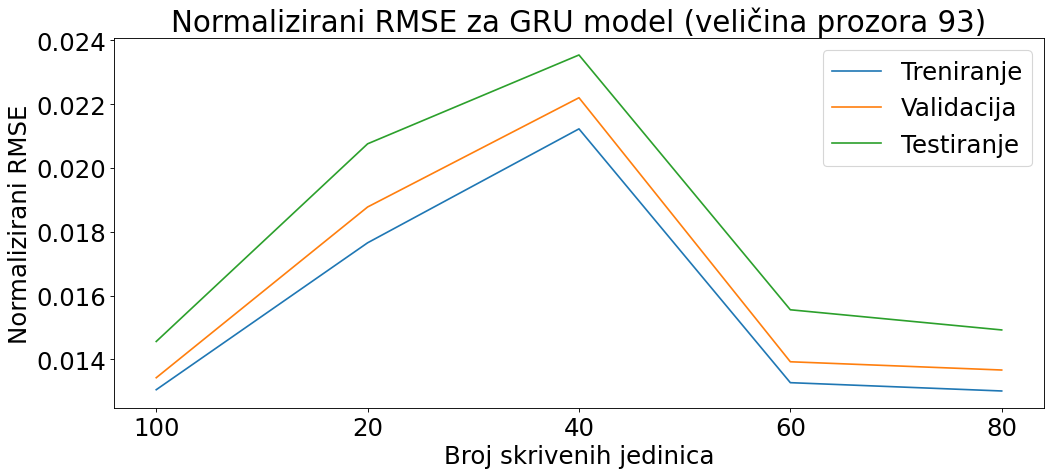 Normalizirani RMSE za GRU model (veličina prozora 93)
Normalizirani RMSE
0.024
0.022
0.020
0.018
0.016
0.014
Treniranje
Validacija
Testiranje
100 20 40 60 80
Broj skrivenih jedinica